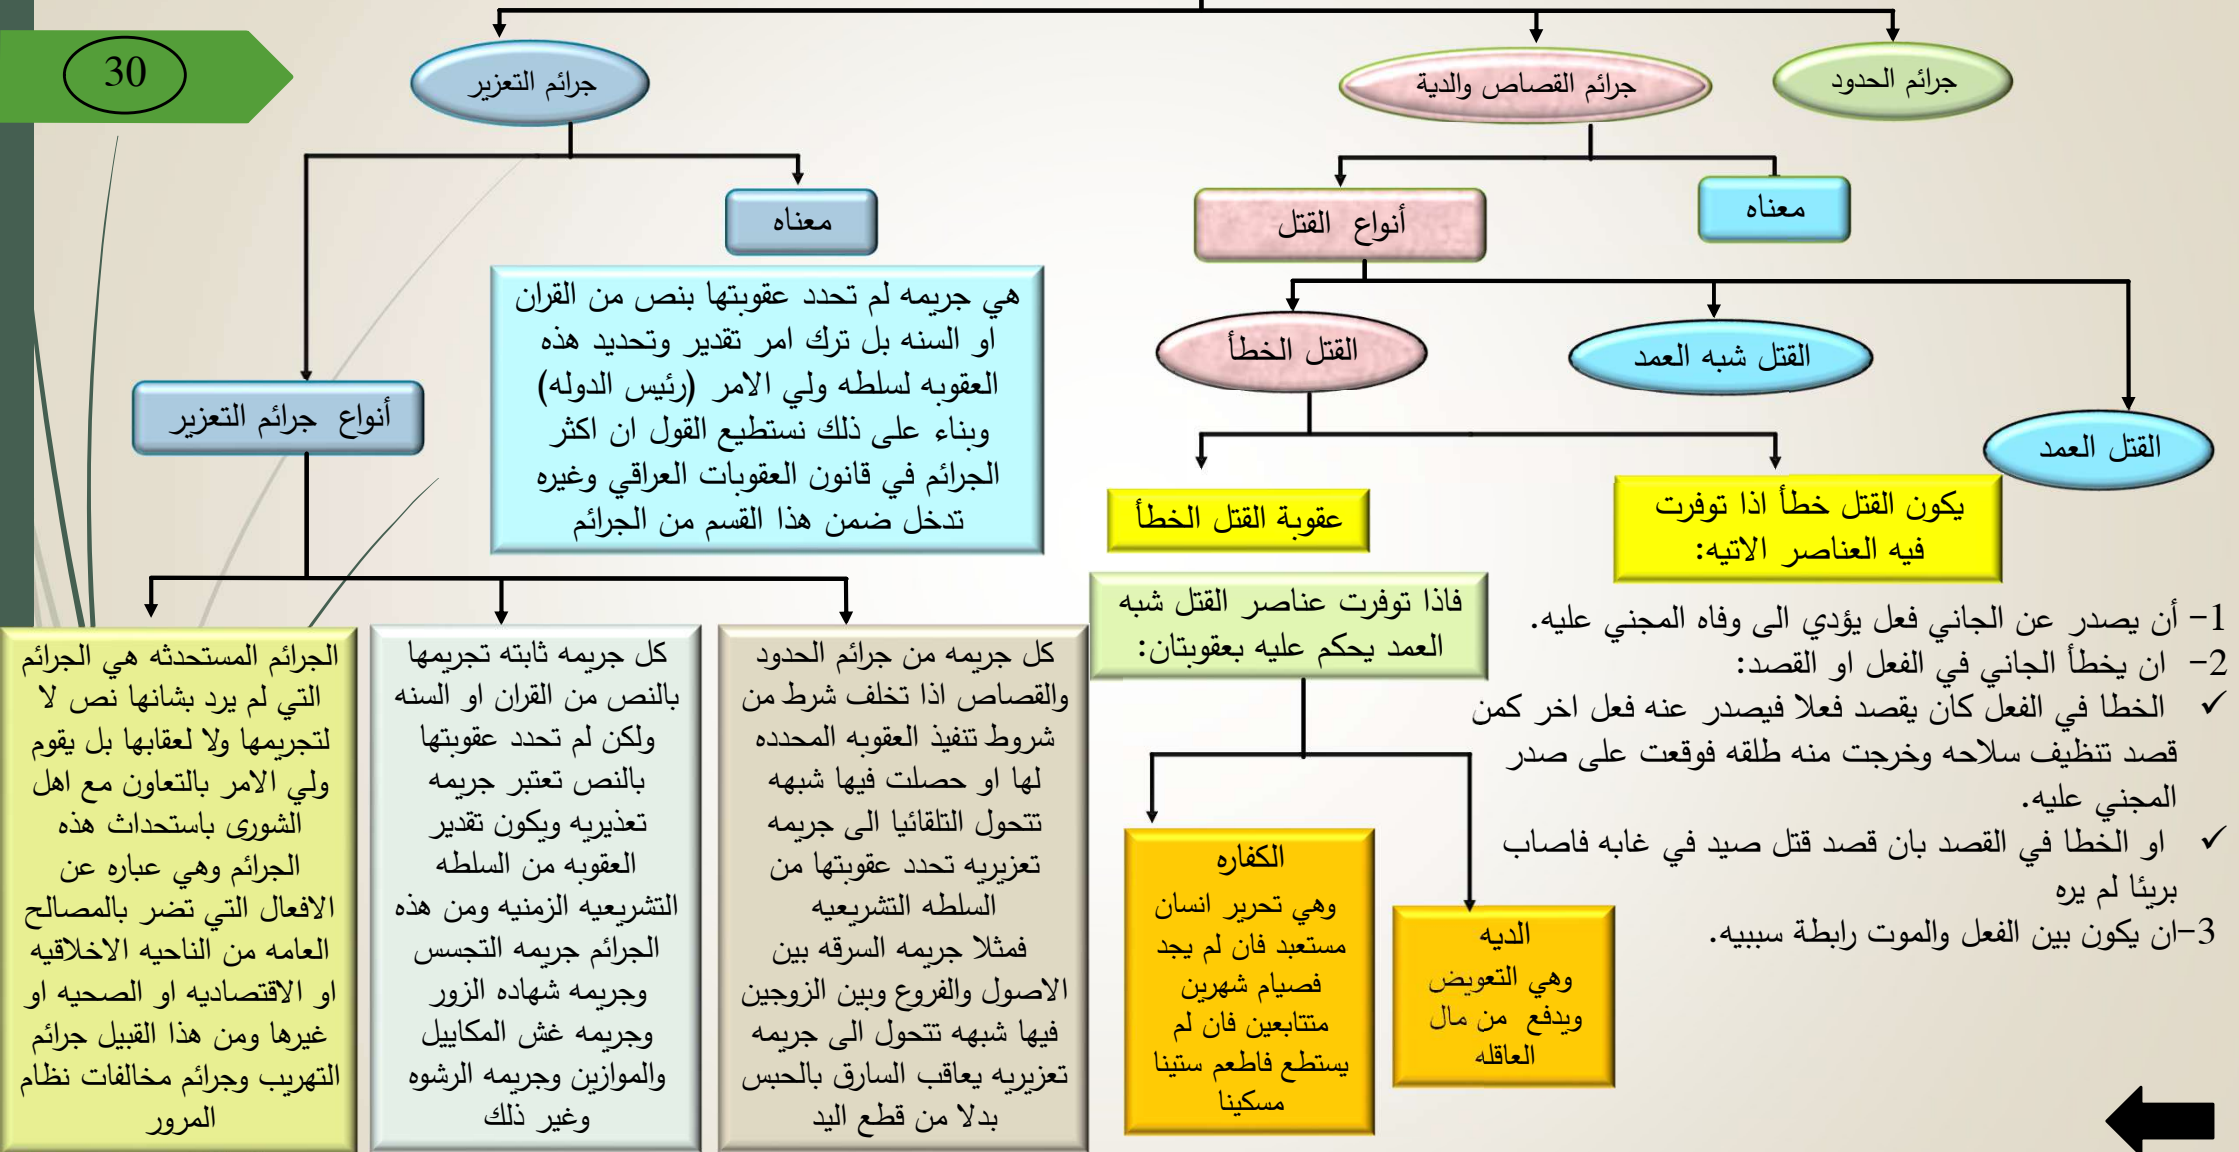 30
جرائم الحدود
جرائم القصاص والدية
جرائم التعزير
معناه
أنواع القتل
القتل العمد
القتل شبه العمد
القتل الخطأ
يكون القتل خطأ اذا توفرت
فيه العناصر الاتيه:
1- أن يصدر عن الجاني فعل يؤدي الى وفاه المجني عليه.
2- ان يخطأ الجاني في الفعل او القصد:
✓ الخطا في الفعل كان يقصد فعلا فيصدر عنه فعل اخر كمن
قصد تنظيف سلاحه وخرجت منه طلقه فوقعت على صدر
المجني عليه.
✓ او الخطا في القصد بان قصد قتل صيد في غابه فاصاب
بريئا لم يره
3-ان يكون بين الفعل والموت رابطة سببيه.
عقوبة القتل الخطأ
فاذا توفرت عناصر القتل شبه
العمد يحكم عليه بعقوبتان:
الديه
وهي التعويض
ويدفع من مال
العاقله
الكفاره
وهي تحرير انسان
مستعبد فان لم يجد
فصيام شهرين
متتابعين فان لم
يستطع فاطعم ستينا
مسكينا
معناه
هي جريمه لم تحدد عقوبتها بنص من القران
او السنه بل ترك امر تقدير وتحديد هذه
العقوبه لسلطه ولي الامر (رئيس الدوله)
وبناء على ذلك نستطيع القول ان اكثر
الجرائم في قانون العقوبات العراقي وغيره
تدخل ضمن هذا القسم من الجرائم
أنواع جرائم التعزير
كل جريمه من جرائم الحدود
والقصاص اذا تخلف شرط من
شروط تنفيذ العقوبه المحدده
لها او حصلت فيها شبهه
تتحول التلقائيا الى جريمه
تعزيريه تحدد عقوبتها من
السلطه التشريعيه
فمثلا جريمه السرقه بين
الاصول والفروع وبين الزوجين
فيها شبهه تتحول الى جريمه
تعزيريه يعاقب السارق بالحبس
بدلا من قطع اليد
كل جريمه ثابته تجريمها
بالنص من القران او السنه
ولكن لم تحدد عقوبتها
بالنص تعتبر جريمه
تعذيريه ويكون تقدير
العقوبه من السلطه
التشريعيه الزمنيه ومن هذه
الجرائم جريمه التجسس
وجريمه شهاده الزور
وجريمه غش المكاييل
والموازين وجريمه الرشوه
وغير ذلك
الجرائم المستحدثه هي الجرائم
التي لم يرد بشانها نص لا
لتجريمها ولا لعقابها بل يقوم
ولي الامر بالتعاون مع اهل
الشورى باستحداث هذه
الجرائم وهي عباره عن
الافعال التي تضر بالمصالح
العامه من الناحيه الاخلاقيه
او الاقتصاديه او الصحيه او
غيرها ومن هذا القبيل جرائم
التهريب وجرائم مخالفات نظام
المرور